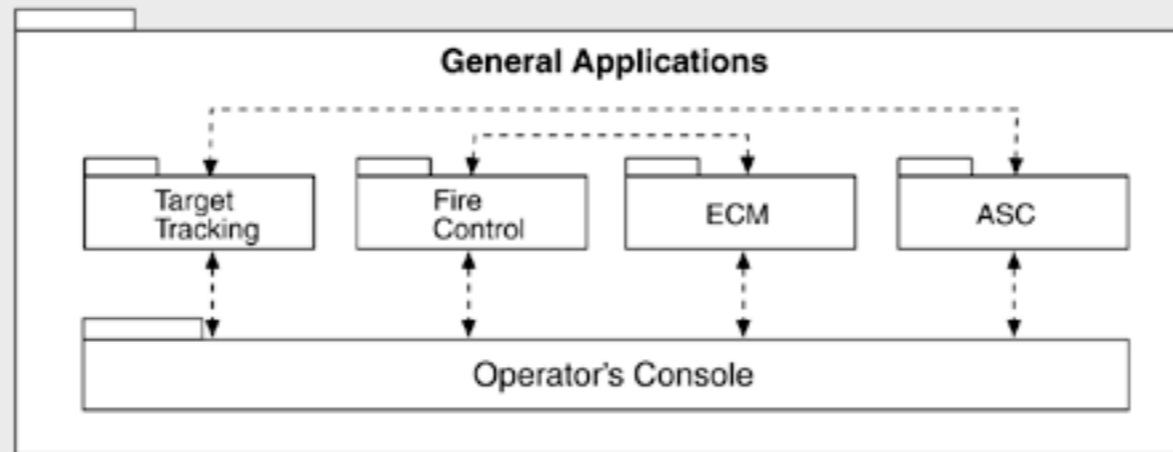 General Applications
Target
Tracking
Fire
Control
ECM
ASC
Operator's Console